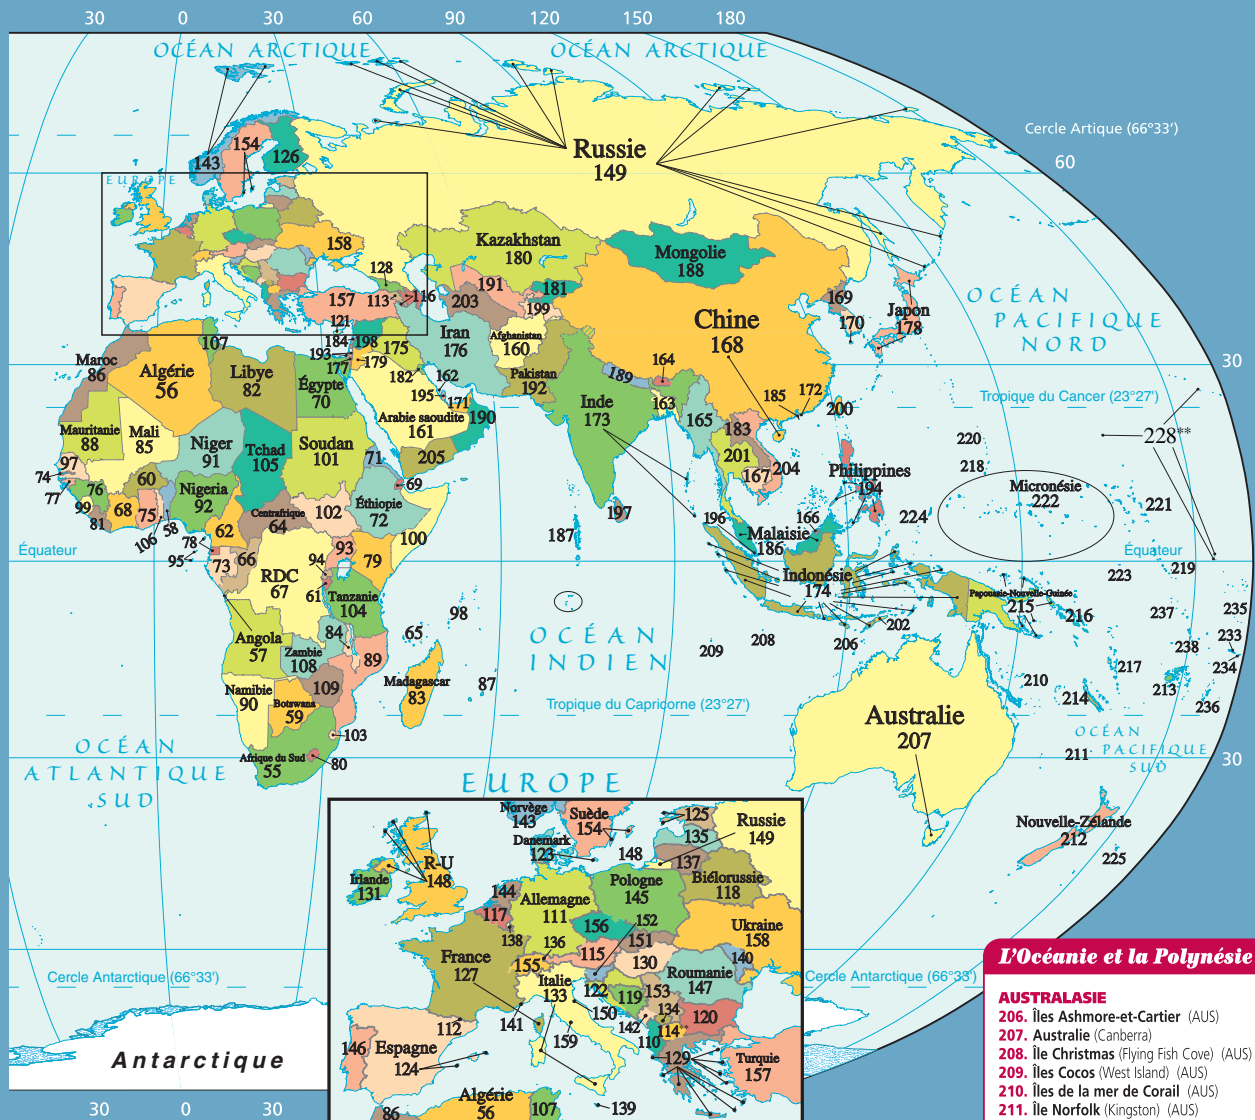 30 0 30 60 90 120 150 180
OCÉAN ARCTIQUE OCÉAN ARCTIQUE
Cercle Artique (66°33')
60
Russie
149
154
143
126
EUROPE
158
Kazakhstan
180
Mongolie
188
128
191
181
157
113
116
203
199
169
Japon
178
170
OCÉAN
PACIFIQUE
NORD
121
184
198
193
177
175
179
Iran
176
Afghanistan
160
Chine
168
107
Maroc
86
Algérie
56
Libye
82
Égypte
70
182
162
195
171
Pakistan
192
189
164
163
185
172
200
30
Tropique du Cancer (23°27')
Arabie saoudite
161
190
Inde
173
165
183
228**
220
Mauritanie
88
Mali
85
Niger
91
Tchad
105
Soudan
101
71
205
201
204
167
Philippines
194
218
Micronésie
222
221
97
74
77
76
60
69
Nigeria
92
Éthiopie
72
197
196
166
224
99
81
68
75
106
58
62
Centrafrique
64
102
100
187
Malaisie
186
Équateur
Équateur
78
95
73
66
RDC
67
94
93
79
61
Indonésie
174
Papouasie-Nouvelle-Guinée
215
216
223
219
Tanzanie
104
98
65
202
237
235
Angola
57
84
Zambie
108
89
OCÉAN
INDIEN
209
208
206
233
238
234
Madagascar
83
87
217
210
213
Namibie
90
109
Botswana
59
Tropique du Capricorne (23°27')
214
236
Australie
207
103
Afrique du Sud
55
80
OCÉAN
ATLANTIQUE
SUD
OCÉAN
PACIFIQUE
SUD
211
30
EUROPE
Nouvelle-Zélande
212
225
Norvège
143
Suède
154
125
Russie
149
Danemark
123
148
135
137
R-U
148
Irlande
131
Biélorussie
118
Pologne
145
144
Allemagne
111
117
152
156
Ukraine
158
138
136
151
France
127
115
130
140
155
Italie
133
Roumanie
147
122
119
153
150
134
120
141
142
114*
112
159
110
146
Espagne
124
129
Turquie
157
Algérie
56
107
139
86
Cercle Antarctique (66°33')
Cercle Antarctique (66°33')
Antarctique
30 0 30
L'Océanie et la Polynésie
AUSTRALASIE
206. Îles Ashmore-et-Cartier (AUS)
207. Australie (Canberra)
208. Île Christmas (Flying Fish Cove) (AUS)
209. Îles Cocos (West Island) (AUS)
210. Îles de la mer de Corail (AUS)
211. Île Norfolk (Kingston) (AUS)